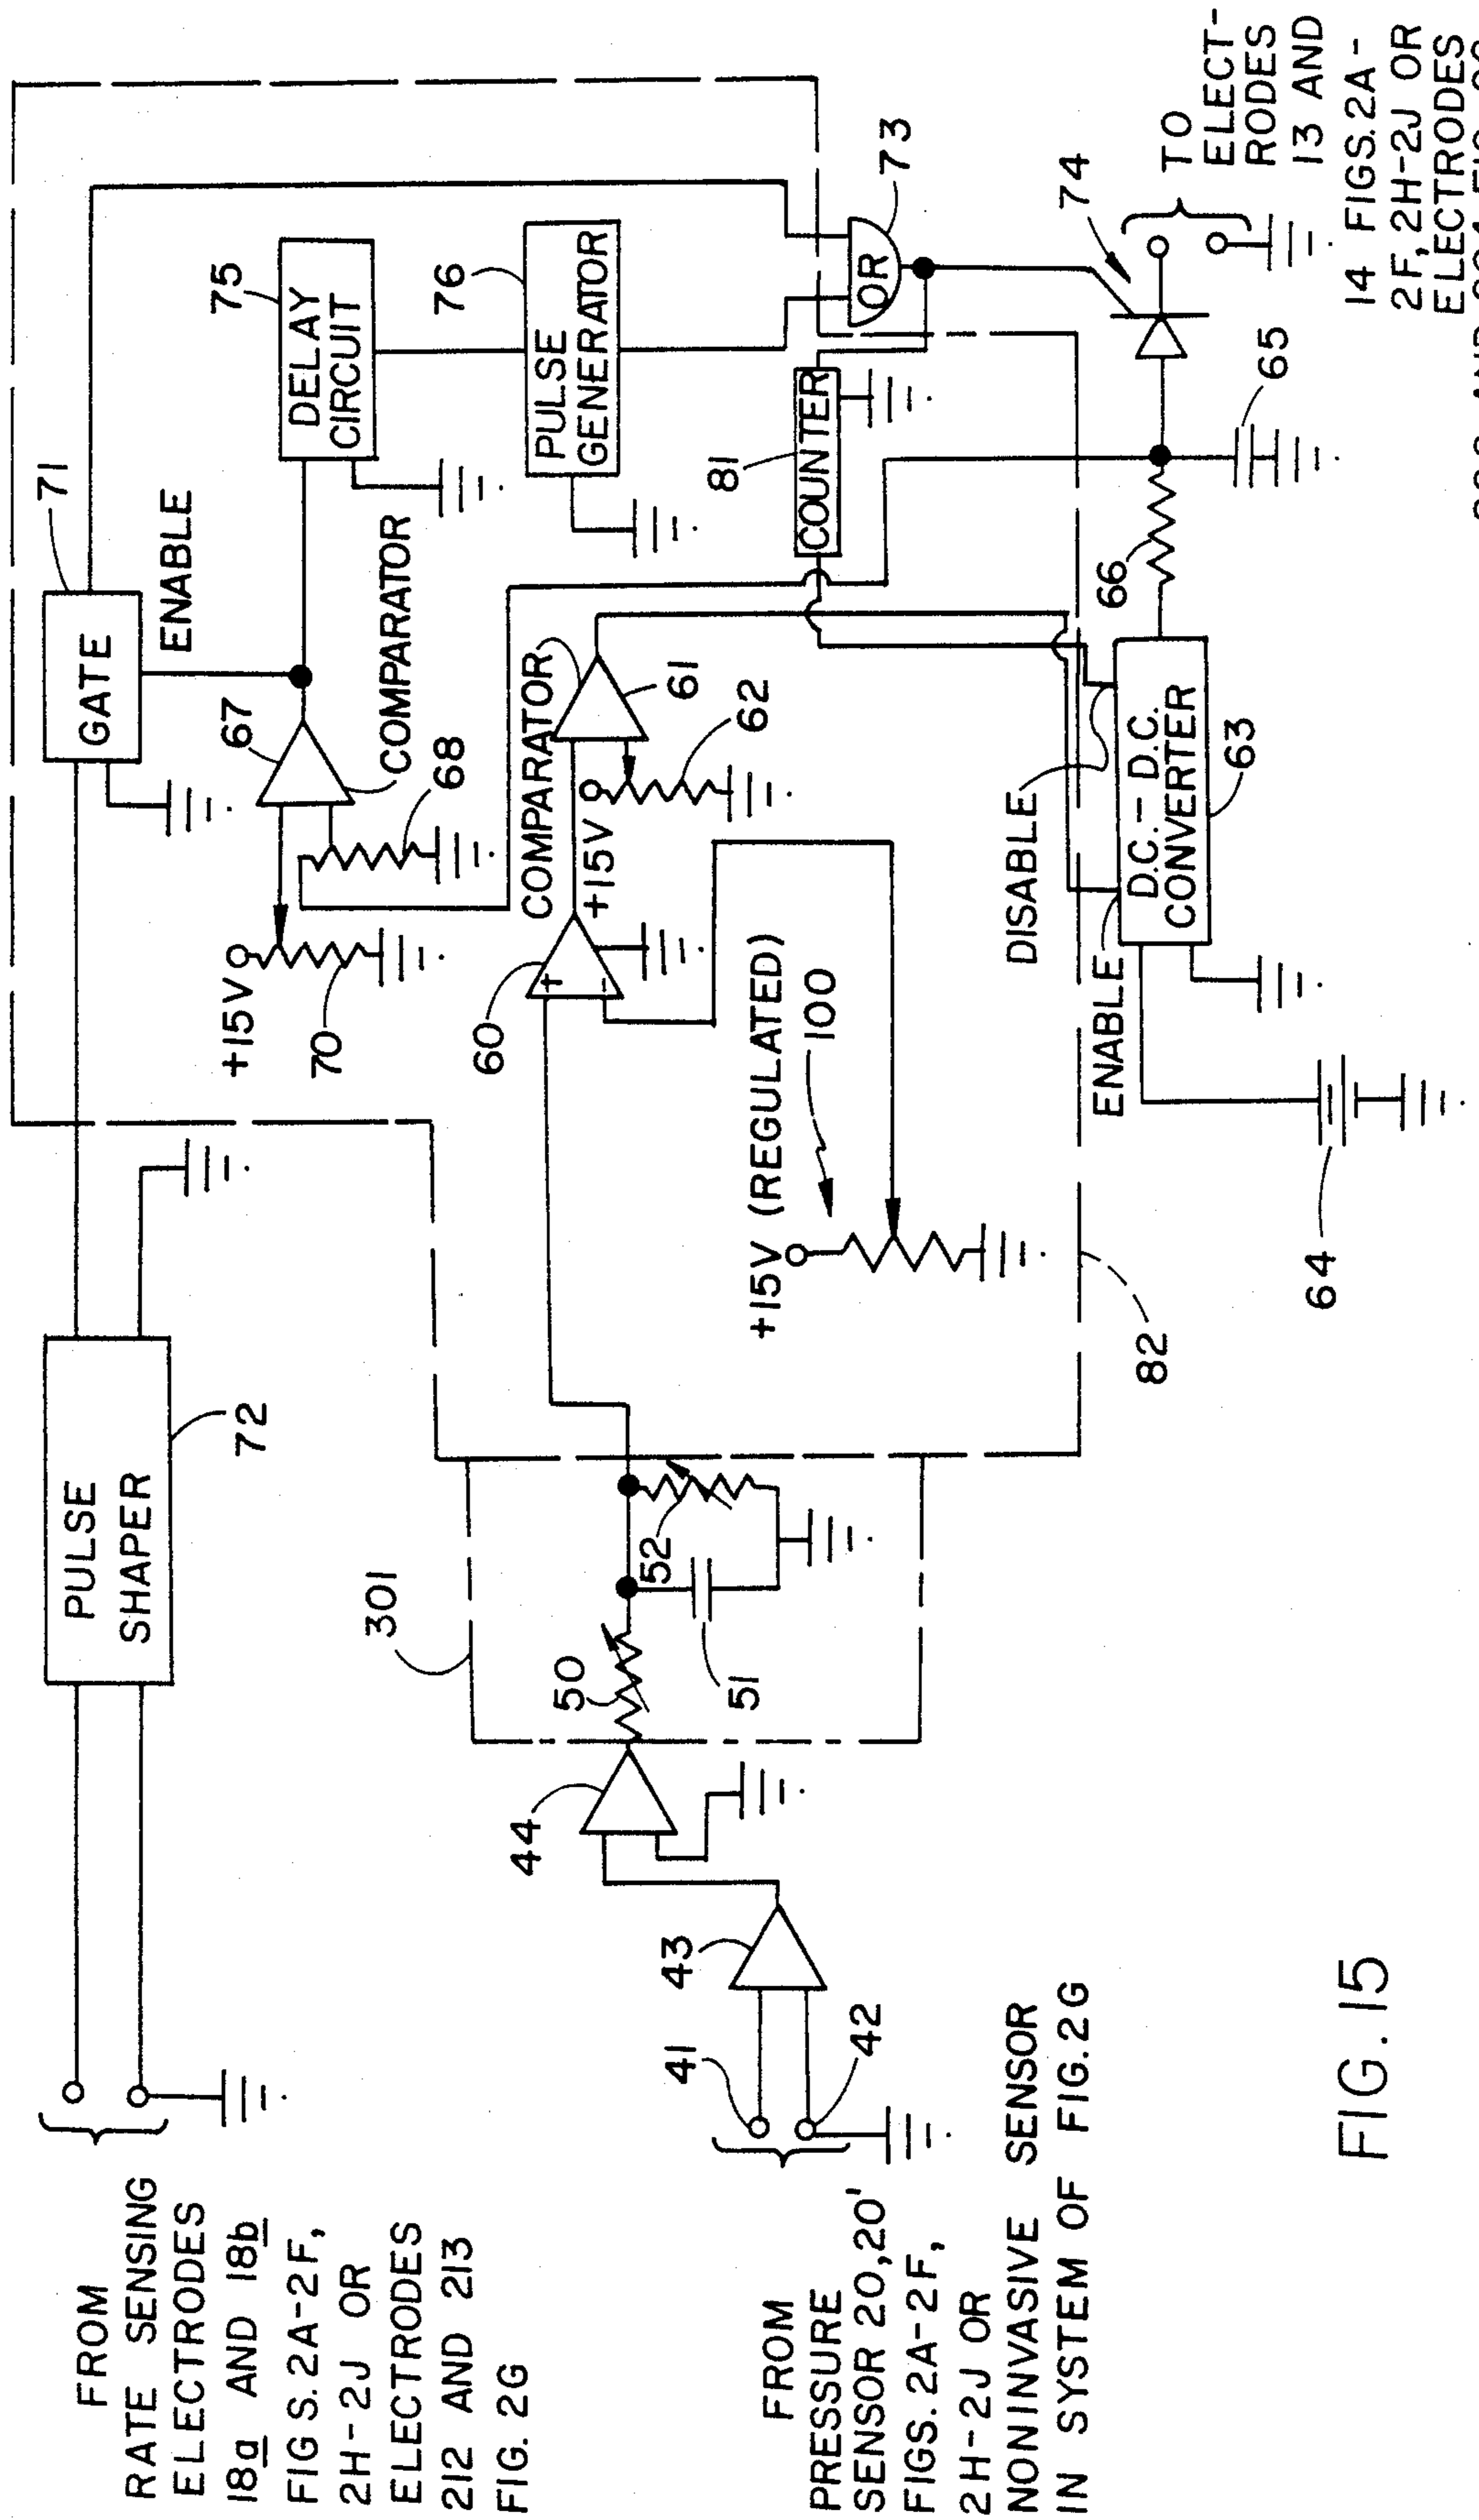 FROM
RATE SENSING
ELECTRODES
18a AND 18b
FIGS. 2A-2F,
2H-2J OR
ELECTRODES
212 AND 213
FIG. 2G
PULSE
SHAPER
72
GATE
71
ENABLE
67
COMPARATOR
68
+15V
70
DELAY
CIRCUIT
75
PULSE
GENERATOR
76
OR
73
COUNTER
81
FROM
PRESSURE
SENSOR 20,20'
FIGS. 2A-2F,
2H-2J OR
NONINVASIVE SENSOR
IN SYSTEM OF FIG. 2G
41
42
43
44
301
50
51
52
60
COMPARATOR
61
+15V
62
+15V (REGULATED)
100
82
DISABLE
ENABLE
D.C.-D.C.
CONVERTER
63
64
66
65
74
TO
ELECT-
RODES
13 AND
14 FIGS. 2A-
2F, 2H-2J OR
ELECTRODES
FIG. 15